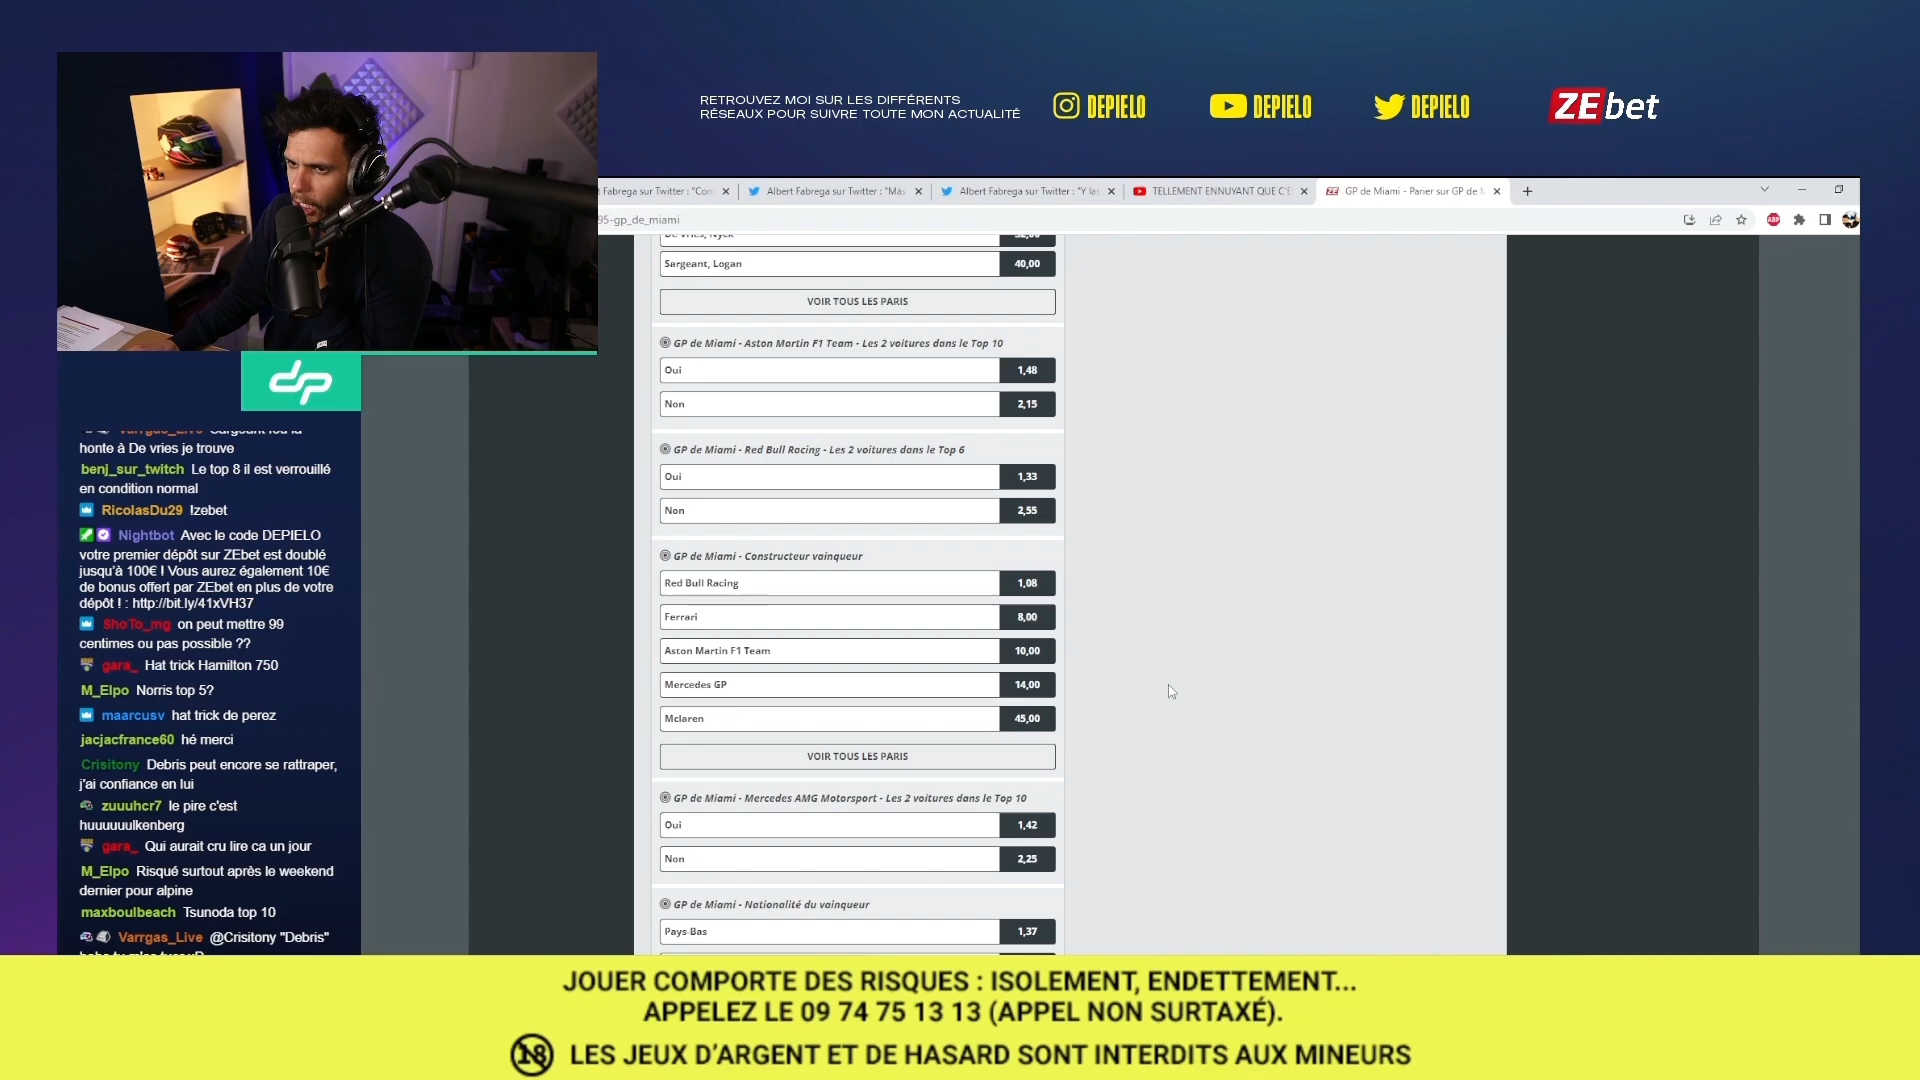 RETROUVEZ MOI SUR LES DIFFÉRENTS
RÉSEAUX POUR SUIVRE TOUTE MON ACTUALITÉ
DEPIELO
DEPIELO
DEPIELO
ZEbet
Fabrega sur Twitter : "Com
Albert Fabrega sur Twitter : "Más
Albert Fabrega sur Twitter : "Y las
TELLEMENT ENNUYANT QUE C'E
GP de Miami - Parier sur GP de
95-gp_de_miami
De Vries, Nyck
Sargeant, Logan 40,00
VOIR TOUS LES PARIS
GP de Miami - Aston Martin F1 Team - Les 2 voitures dans le Top 10
Oui 1,48
Non 2,15
GP de Miami - Red Bull Racing - Les 2 voitures dans le Top 6
Oui 1,33
Non 2,55
GP de Miami - Constructeur vainqueur
Red Bull Racing 1,08
Ferrari 8,00
Aston Martin F1 Team 10,00
Mercedes GP 14,00
Mclaren 45,00
VOIR TOUS LES PARIS
GP de Miami - Mercedes AMG Motorsport - Les 2 voitures dans le Top 10
Oui 1,42
Non 2,25
GP de Miami - Nationalité du vainqueur
Pays-Bas 1,37
dp
honte à De vries je trouve
benj_sur_twitch Le top 8 il est verrouillé
en condition normal
RicolasDu29 !zebet
Nightbot Avec le code DEPIELO
votre premier dépôt sur ZEbet est doublé
jusqu'à 100€ ! Vous aurez également 10€
de bonus offert par ZEbet en plus de votre
dépôt ! : http://bit.ly/41xVH37
ShoTo_mg on peut mettre 99
centimes ou pas possible ??
gara_ Hat trick Hamilton 750
M_Elpo Norris top 5?
maarcusv hat trick de perez
jacjacfrance60 hé merci
Crisitony Debris peut encore se rattraper,
j'ai confiance en lui
zuuuhcr7 le pire c'est
huuuuuulkenberg
gara_ Qui aurait cru lire ca un jour
M_Elpo Risqué surtout après le weekend
dernier pour alpine
maxboulbeach Tsunoda top 10
Varrgas_Live @Crisitony "Debris"
JOUER COMPORTE DES RISQUES : ISOLEMENT, ENDETTEMENT...
APPELEZ LE 09 74 75 13 13 (APPEL NON SURTAXÉ).
18 LES JEUX D'ARGENT ET DE HASARD SONT INTERDITS AUX MINEURS